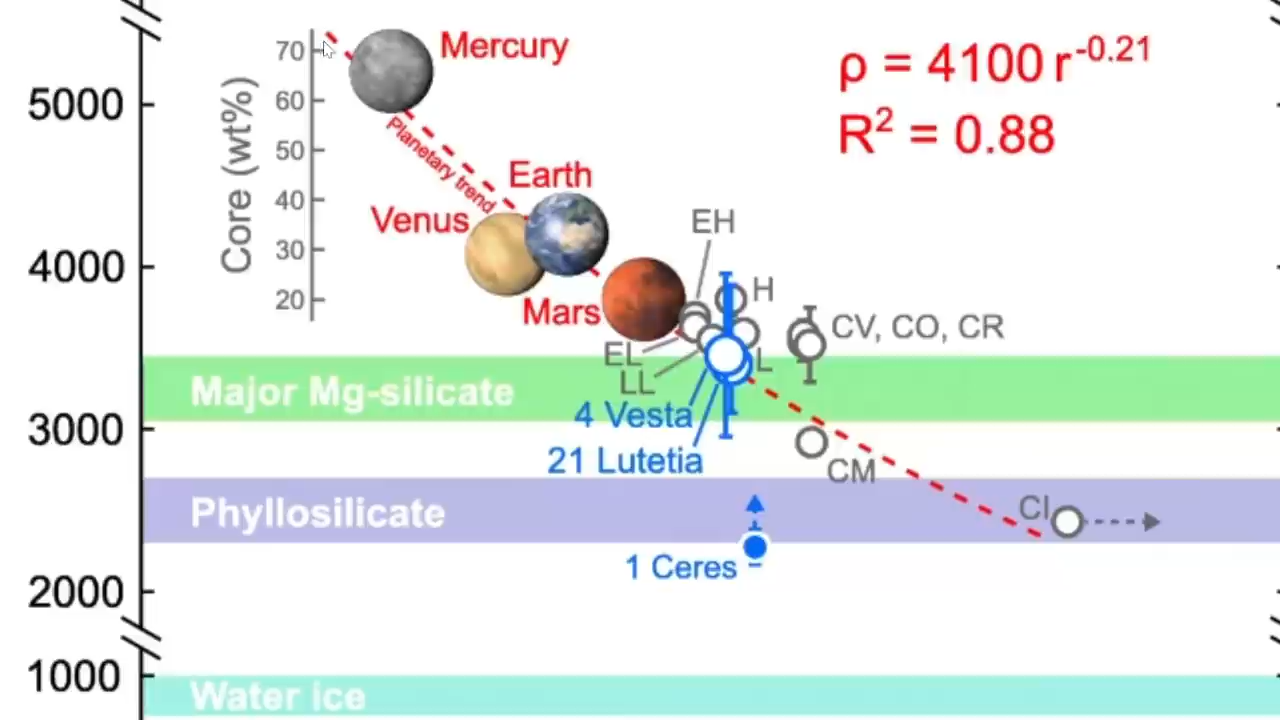 Mercury
ρ = 4100 r^-0.21
R² = 0.88
5000
4000
3000
2000
1000
Core (wt%)
70
60
50
40
30
20
Planetary trend
Earth
Venus
Mars
EH
H
EL
LL
L
CV, CO, CR
Major Mg-silicate
4 Vesta
21 Lutetia
CM
Phyllosilicate
CI
1 Ceres
Water ice